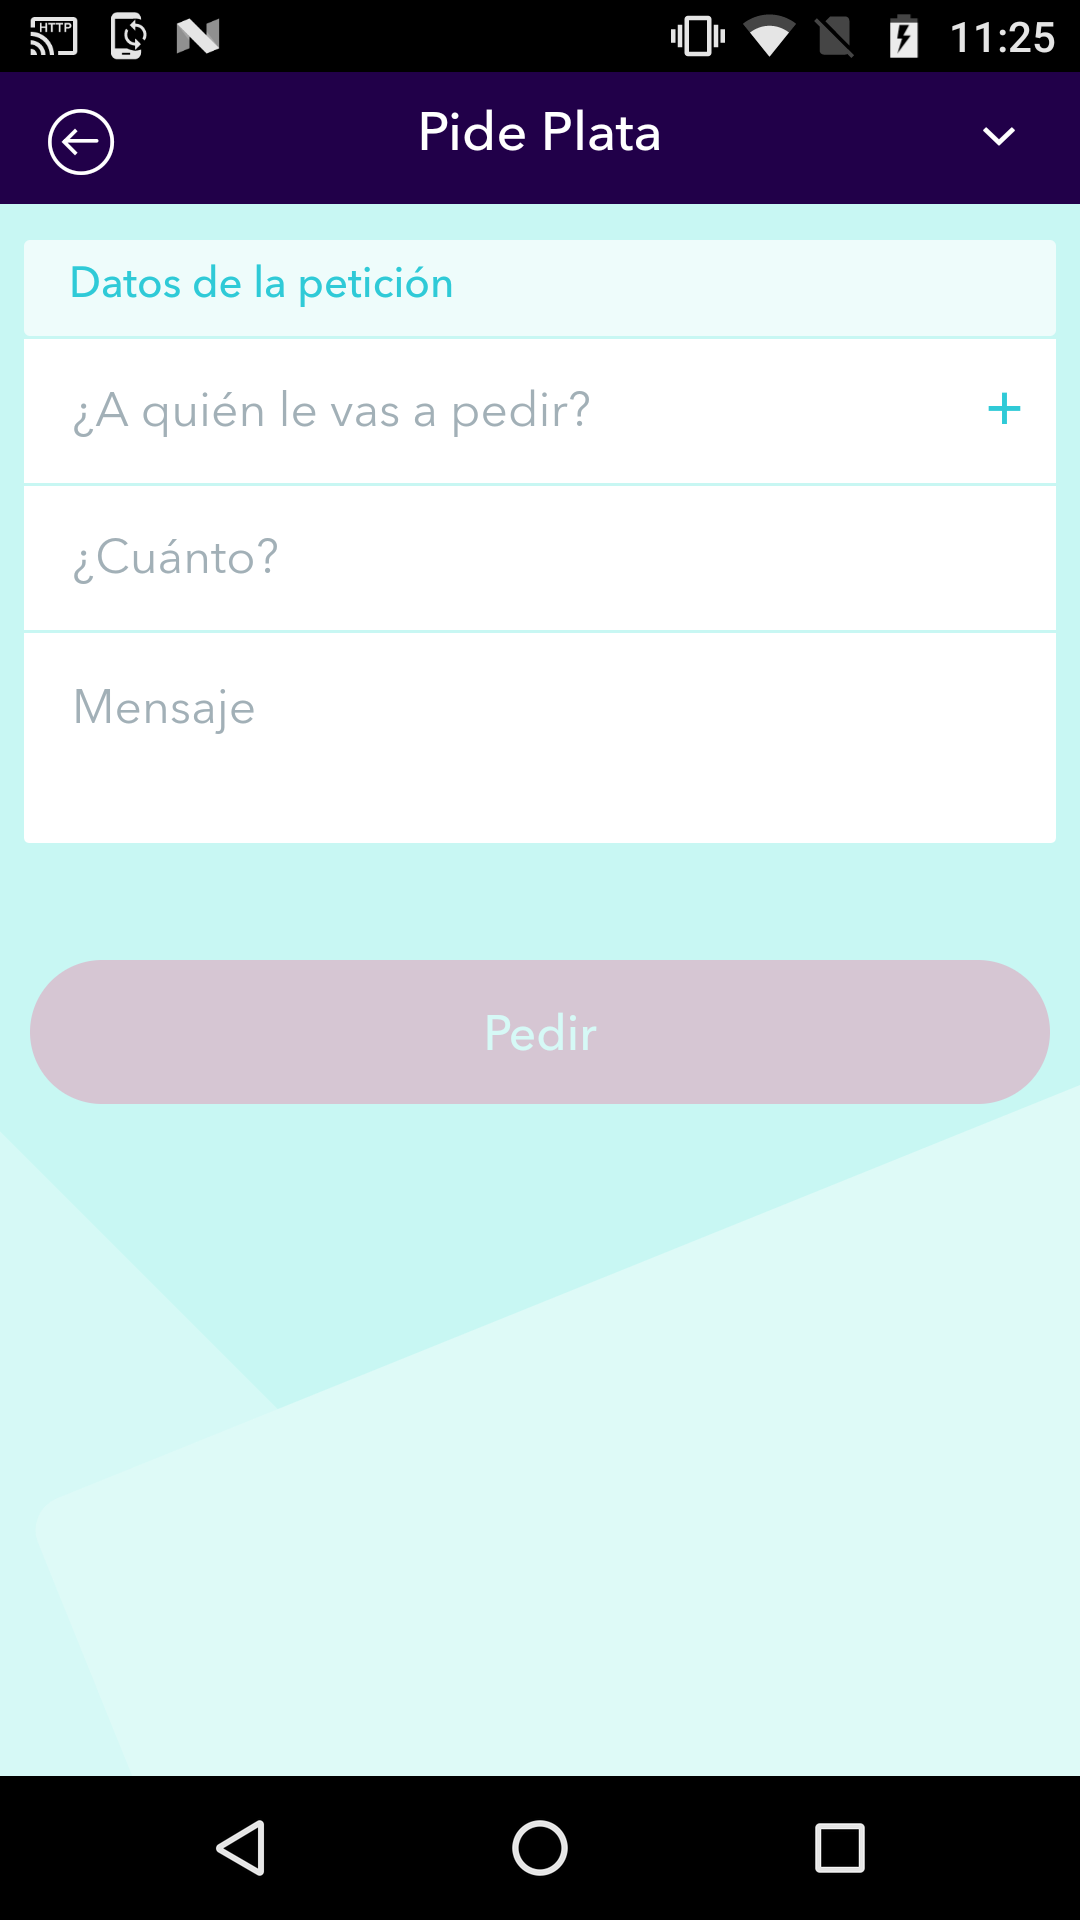 HTTP
11:25
Pide Plata
Datos de la petición
¿A quién le vas a pedir?
+
¿Cuánto?
Mensaje
Pedir